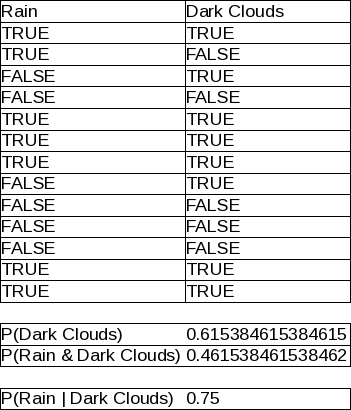 Rain Dark Clouds
TRUE TRUE
TRUE FALSE
FALSE TRUE
FALSE FALSE
TRUE TRUE
TRUE TRUE
TRUE TRUE
FALSE TRUE
FALSE FALSE
FALSE FALSE
FALSE FALSE
TRUE TRUE
TRUE TRUE
P(Dark Clouds) 0.615384615384615
P(Rain & Dark Clouds) 0.461538461538462
P(Rain | Dark Clouds) 0.75